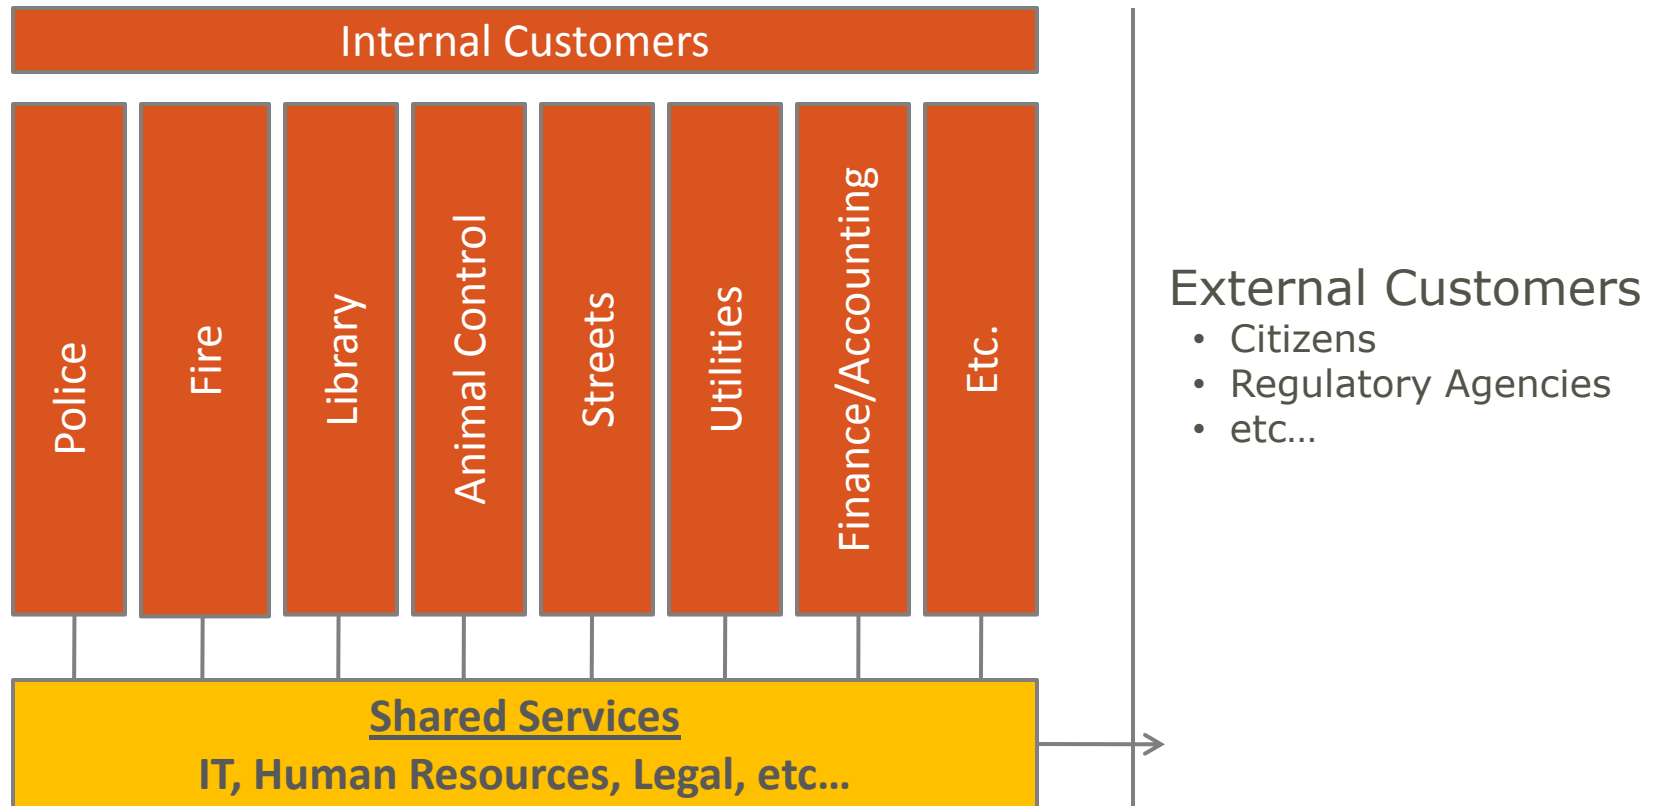 Internal Customers
Police
Fire
Library
Animal Control
Streets
Utilities
Finance/Accounting
Etc.
External Customers
• Citizens
• Regulatory Agencies
• etc…
Shared Services
IT, Human Resources, Legal, etc…